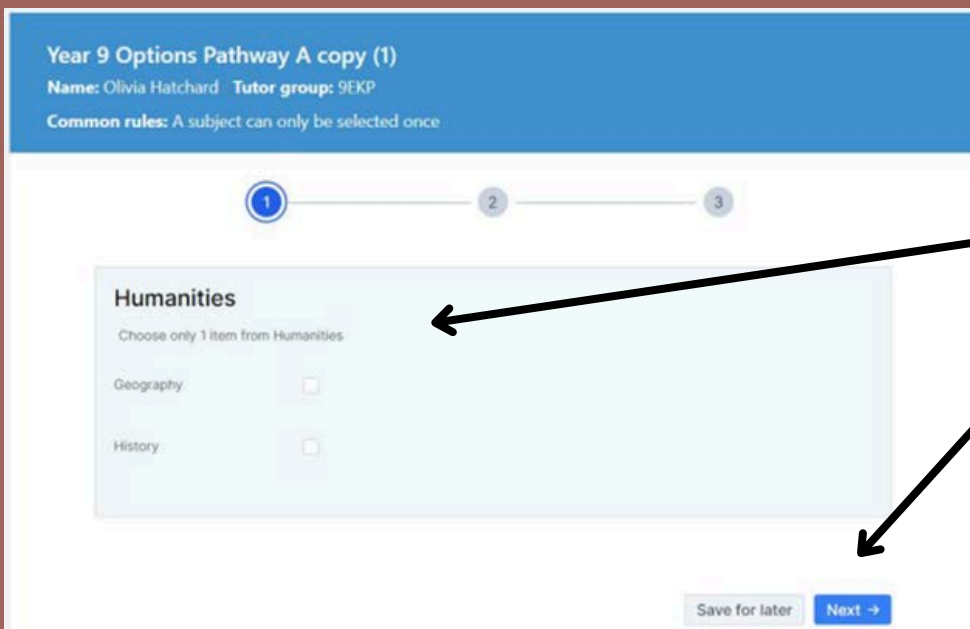 Year 9 Options Pathway A copy (1)
Name: Olivia Hatchard Tutor group: 9EKP
Common rules: A subject can only be selected once
1 2 3
Humanities
Choose only 1 item from Humanities
Geography
History
Save for later Next →